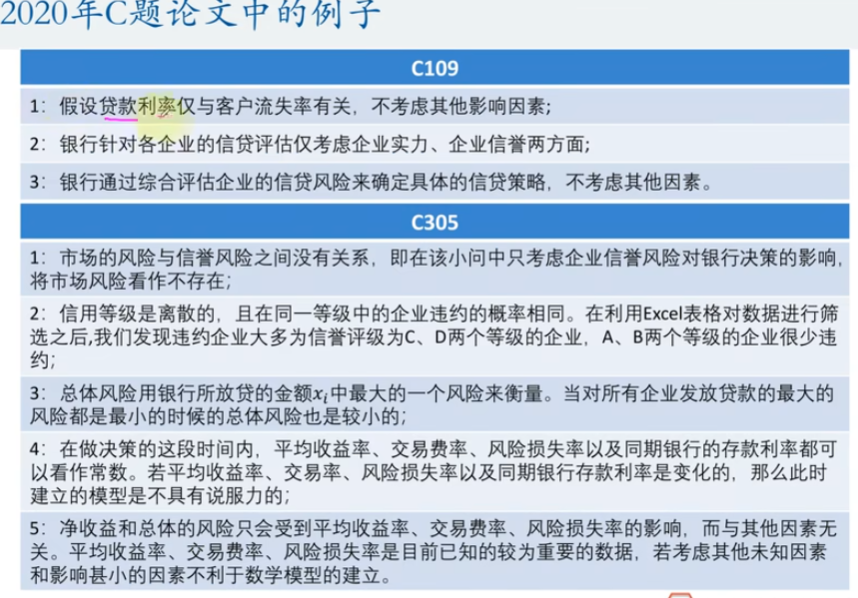 2020年C题论文中的例子
C109
1：假设贷款利率仅与客户流失率有关，不考虑其他影响因素;
2：银行针对各企业的信贷评估仅考虑企业实力、企业信誉两方面;
3：银行通过综合评估企业的信贷风险来确定具体的信贷策略，不考虑其他因素。
C305
1：市场的风险与信誉风险之间没有关系，即在该小问中只考虑企业信誉风险对银行决策的影响,
将市场风险看作不存在;
2：信用等级是离散的，且在同一等级中的企业违约的概率相同。在利用Excel表格对数据进行筛
选之后,我们发现违约企业大多为信誉评级为C、D两个等级的企业，A、B两个等级的企业很少违
约;
3：总体风险用银行所放贷的金额xᵢ中最大的一个风险来衡量。当对所有企业发放贷款的最大的
风险都是最小的时候的总体风险也是较小的;
4：在做决策的这段时间内，平均收益率、交易费率、风险损失率以及同期银行的存款利率都可
以看作常数。若平均收益率、交易率、风险损失率以及同期银行存款利率是变化的，那么此时
建立的模型是不具有说服力的;
5：净收益和总体的风险只会受到平均收益率、交易费率、风险损失率的影响，而与其他因素无
关。平均收益率、交易费率、风险损失率是目前已知的较为重要的数据，若考虑其他未知因素
和影响甚小的因素不利于数学模型的建立。